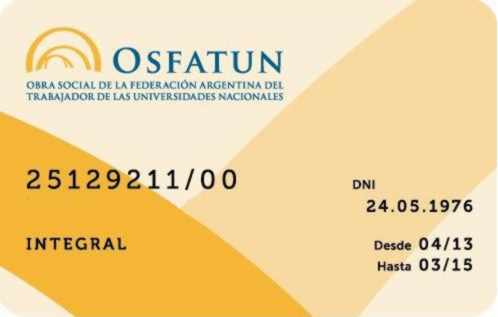 OSFATUN
OBRA SOCIAL DE LA FEDERACIÓN ARGENTINA DEL
TRABAJADOR DE LAS UNIVERSIDADES NACIONALES
25129211/00
DNI
24.05.1976
INTEGRAL
Desde 04/13
Hasta 03/15